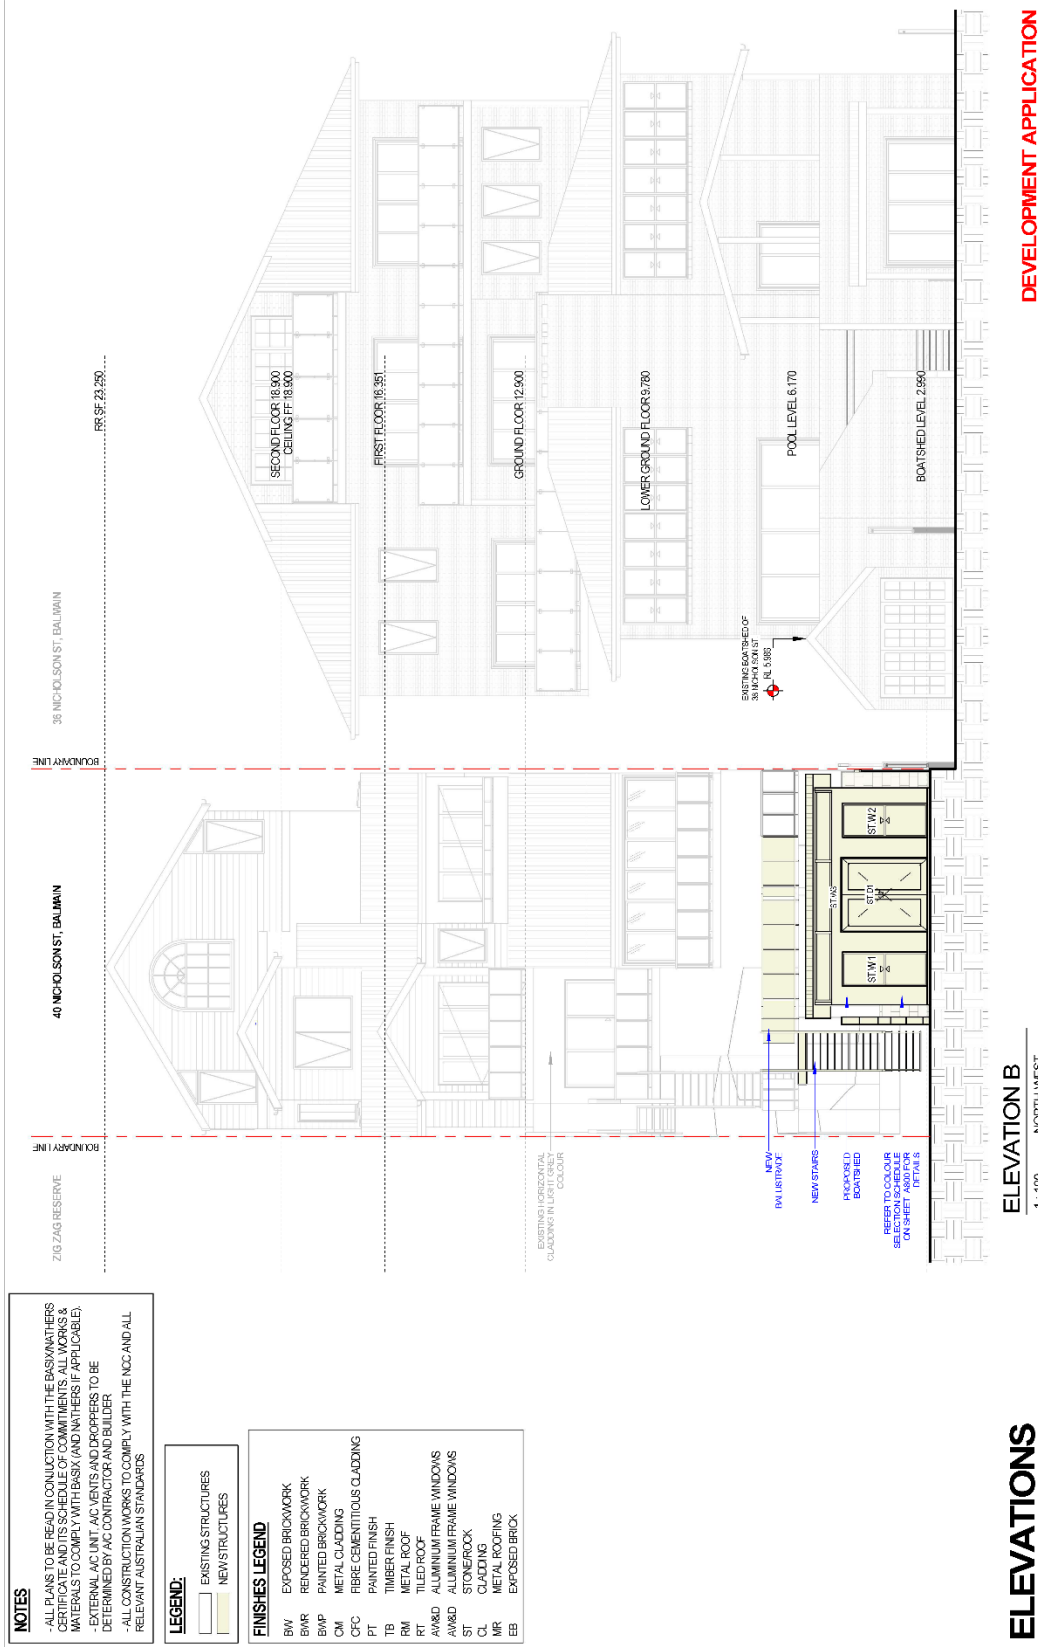 NOTES
- ALL PLANS TO BE READ IN CONJUCTION WITH THE BASIX/NATHERS
CERTIFICATE AND ITS SCHEDULE OF COMMITMENTS. ALL WORKS &
MATERALS TO COMPLY WITH BASIX (AND NATHERS IF APPLICABLE).
- EXTERNAL A/C UNIT. A/C VENTS AND DROPPERS TO BE
DETERMINED BY A/C CONTRACTOR AND BUILDER
- ALL CONSTRUCTION WORKS TO COMPLY WITH THE NCC AND ALL
RELEVANT AUSTRALIAN STANDARDS
LEGEND:
EXISTING STRUCTURES
NEW STRUCTURES
FINISHES LEGEND
BW EXPOSED BRICKWORK
BWR RENDERED BRICKWORK
BWP PAINTED BRICKWORK
CM METAL CLADDING
CFC FIBRE CEMENTITIOUS CLADDING
PT PAINTED FINISH
TB TIMBER FINISH
RM METAL ROOF
RT TILED ROOF
AW&D ALUMINIUM FRAME WINDOWS
AW&D ALUMINIUM FRAME WINDOWS
ST STONE/ROCK
CL CLADDING
MR METAL ROOFING
EB EXPOSED BRICK
ZIG ZAG RESERVE
BOUNDARY LINE
40 NICHOLSON ST, BALMAIN
BOUNDARY LINE
38 NICHOLSON ST, BALMAIN
RR SF 23.250
SECOND FLOOR 18.900
CEILING FF 18.900
FIRST FLOOR 16.351
GROUND FLOOR 12.900
LOWER GROUND FLOOR 9.780
POOL LEVEL 6.170
BOATSHED LEVEL 2.990
EXISTING HORIZONTAL
CLADDING IN LIGHT GREY
COLOUR
EXISTING BOATSHED OF
38 NICHOLSON ST
RL 5.986
NEW
BALUSTRADE
NEW STAIRS
PROPOSED
BOATSHED
REFER TO COLOUR
SELECTION SCHEDULE
ON SHEET A800 FOR
DETAILS
ST.W3
ST.W1
ST.D1
ST.W2
ELEVATION B
1 : 100 NORTH WEST
ELEVATIONS
DEVELOPMENT APPLICATION